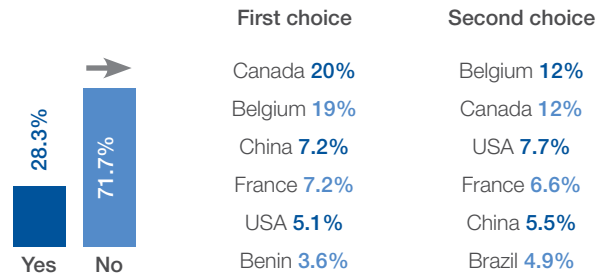 First choice
Second choice
Canada 20%
Belgium 12%
Belgium 19%
Canada 12%
China 7.2%
USA 7.7%
France 7.2%
France 6.6%
USA 5.1%
China 5.5%
Benin 3.6%
Brazil 4.9%
28.3%
71.7%
Yes
No